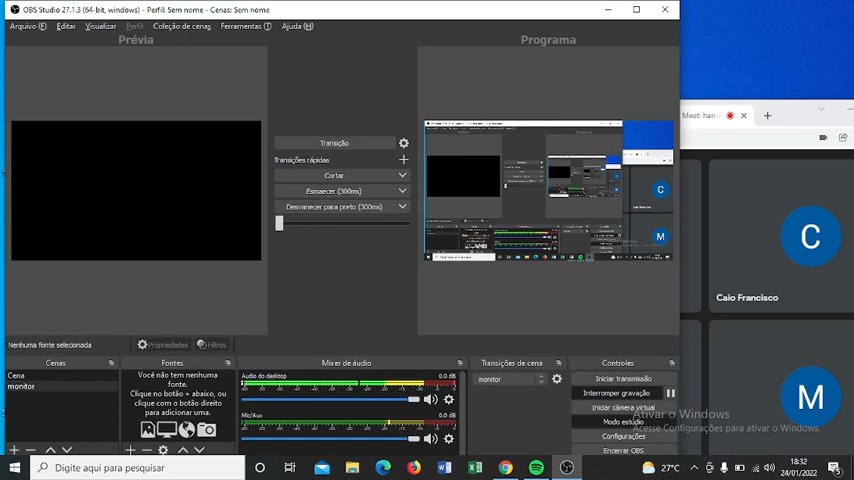 OBS Studio 27.1.3 (64-bit, windows) - Perfil: Sem nome - Cenas: Sem nome
Arquivo (F) Editar Visualizar Perfil Coleção de cenas Ferramentas (T) Ajuda (H)
Prévia
Programa
Meet: han-
Transição
Transições rápidas
Cortar
Esmaecer (300ms)
Desvanecer para preto (300ms)
C
Caio Francisco
M
Nenhuma fonte selecionada
Propriedades
Filtros
Cenas
Cena
monitor
Fontes
Você não tem nenhuma
fonte.
Clique no botão + abaixo, ou
clique com o botão direito
para adicionar uma.
Mixer de áudio
Audio do desktop 0.0 dB
Mic/Aux 0.0 dB
Transições de cena
monitor
Controles
Iniciar transmissão
Interromper gravação
Iniciar câmera virtual
Modo estúdio
Configurações
Encerrar OBS
Ativar o Windows
Acesse Configurações para ativar o Windows.
Digite aqui para pesquisar
27°C
18:32
24/01/2022